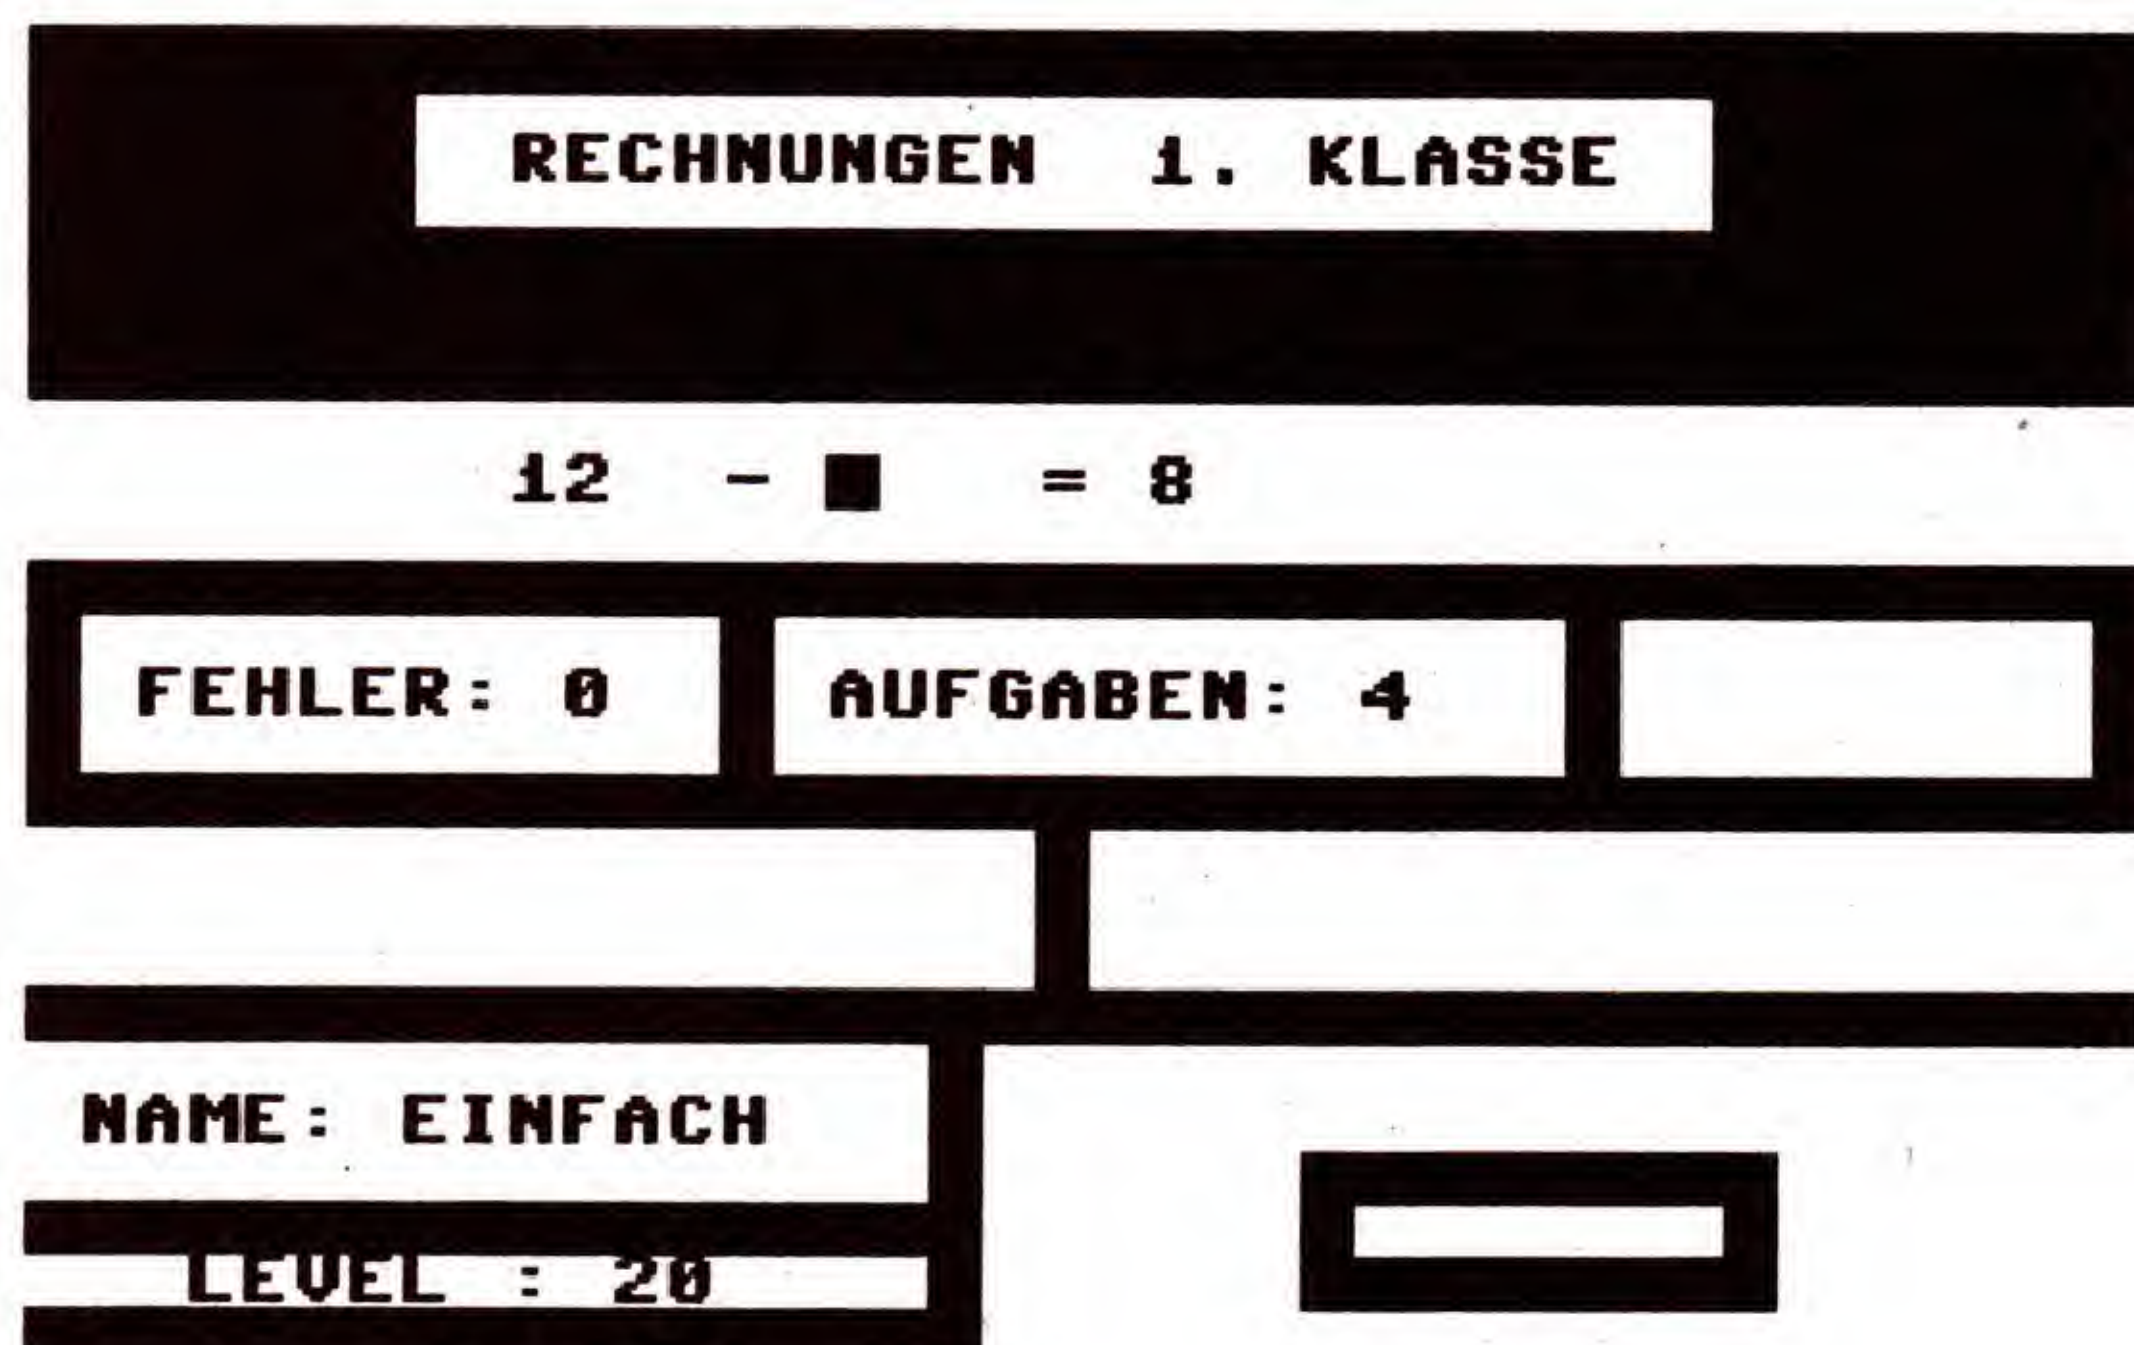 RECHNUNGEN 1. KLASSE
12 - ■ = 8
FEHLER: 0
AUFGABEN: 4
NAME: EINFACH
LEVEL : 20